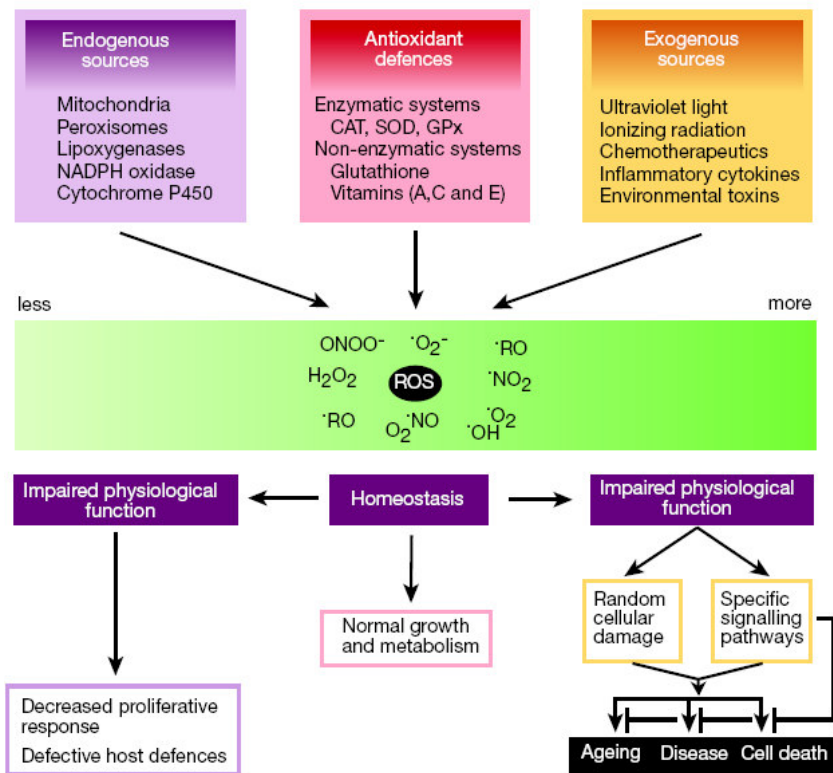 Endogenous
sources
Mitochondria
Peroxisomes
Lipoxygenases
NADPH oxidase
Cytochrome P450
Antioxidant
defences
Enzymatic systems
CAT, SOD, GPx
Non-enzymatic systems
Glutathione
Vitamins (A,C and E)
Exogenous
sources
Ultraviolet light
Ionizing radiation
Chemotherapeutics
Inflammatory cytokines
Environmental toxins
less
more
ONOO⁻ ·O₂⁻ ·RO
H₂O₂ ROS ·NO₂
·RO O₂·NO ·OH ·O₂
Impaired physiological
function
Homeostasis
Impaired physiological
function
Normal growth
and metabolism
Random
cellular
damage
Specific
signalling
pathways
Decreased proliferative
response
Defective host defences
Ageing Disease Cell death